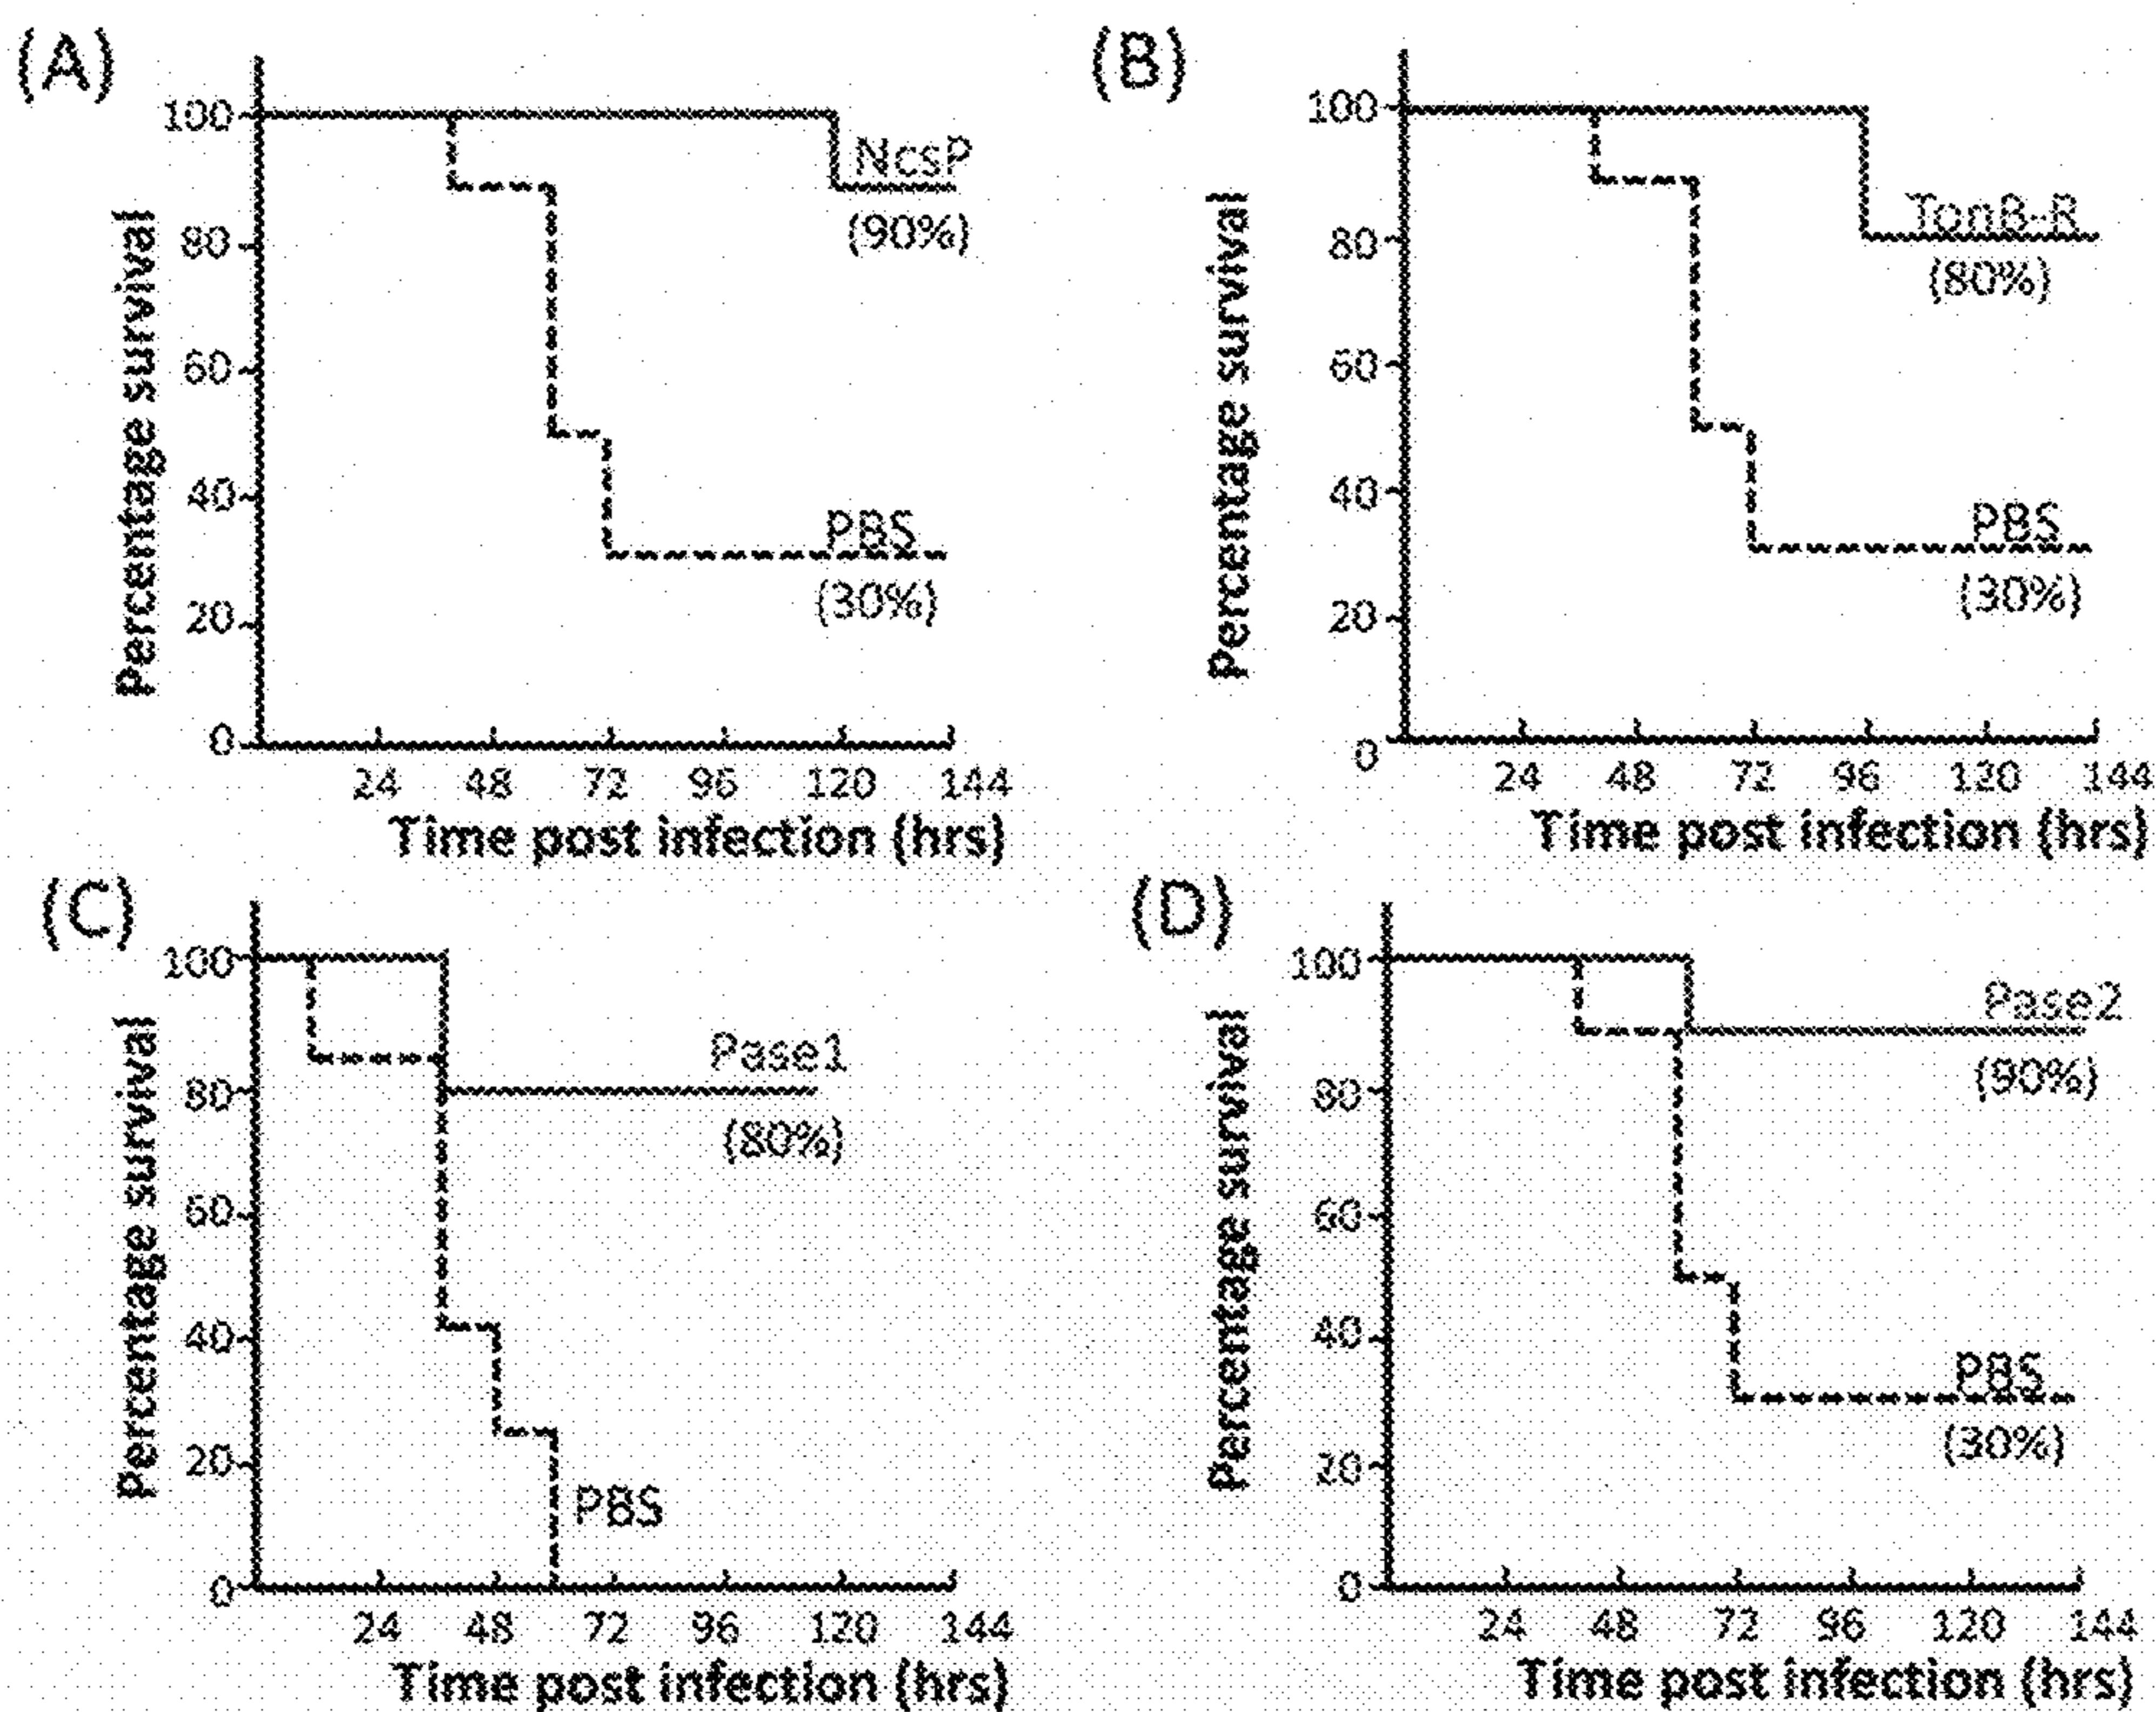 (A)
Percentage survival
100
80
60
40
20
0
NcsP
(90%)
PBS
(30%)
24 48 72 96 120 144
Time post infection (hrs)
(B)
Percentage survival
100
80
60
40
20
0
TonB-R
(80%)
PBS
(30%)
24 48 72 96 120 144
Time post infection (hrs)
(C)
Percentage survival
100
80
60
40
20
0
Pase1
(80%)
PBS
24 48 72 96 120 144
Time post infection (hrs)
(D)
Percentage survival
100
80
60
40
20
0
Pase2
(90%)
PBS
(30%)
24 48 72 96 120 144
Time post infection (hrs)